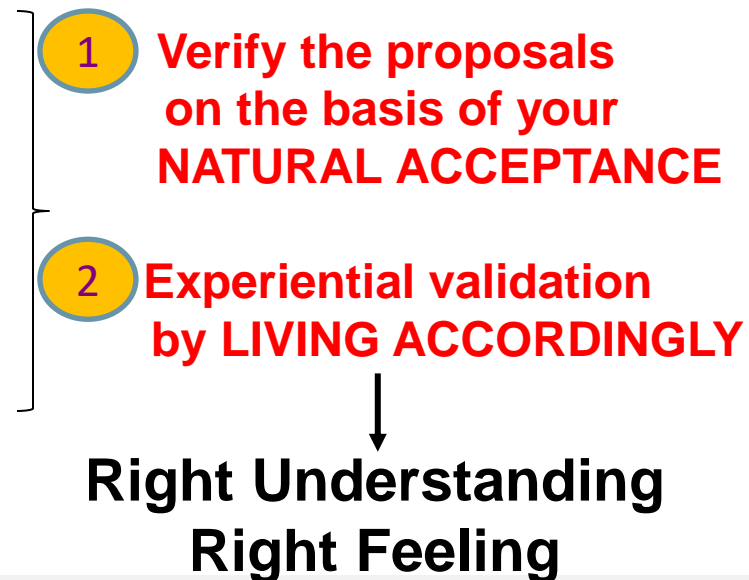 1 Verify the proposals
on the basis of your
NATURAL ACCEPTANCE
2 Experiential validation
by LIVING ACCORDINGLY
Right Understanding
Right Feeling